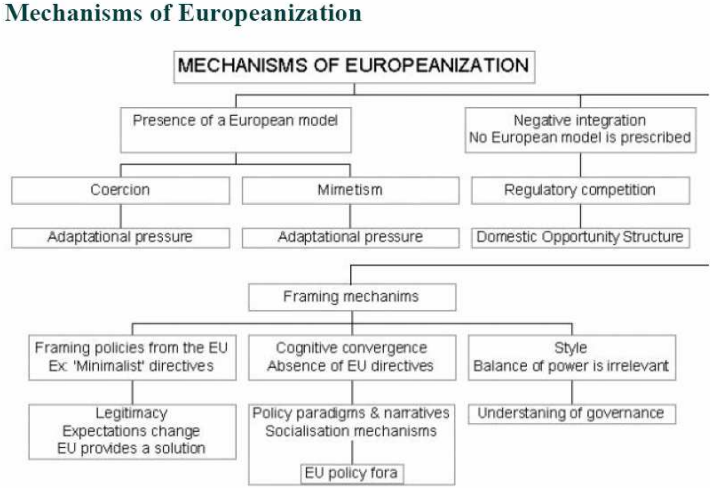 Mechanisms of Europeanization
MECHANISMS OF EUROPEANIZATION
Presence of a European model
Negative integration
No European model is prescribed
Coercion
Mimetism
Regulatory competition
Adaptational pressure
Adaptational pressure
Domestic Opportunity Structure
Framing mechanims
Framing policies from the EU
Ex: 'Minimalist' directives
Cognitive convergence
Absence of EU directives
Style
Balance of power is irrelevant
Legitimacy
Expectations change
EU provides a solution
Policy paradigms & narratives
Socialisation mechanisms
EU policy fora
Understaning of governance